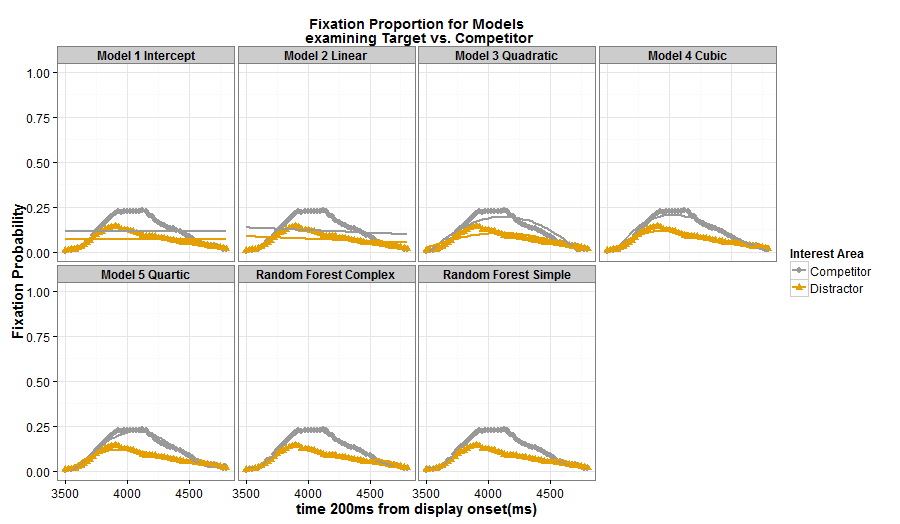 Fixation Proportion for Models
examining Target vs. Competitor
Model 1 Intercept
Model 2 Linear
Model 3 Quadratic
Model 4 Cubic
1.00
0.75
0.50
0.25
0.00
Model 5 Quartic
Random Forest Complex
Random Forest Simple
1.00
0.75
0.50
0.25
0.00
3500
4000
4500
3500
4000
4500
3500
4000
4500
time 200ms from display onset(ms)
Fixation Probability
Interest Area
Competitor
Distractor